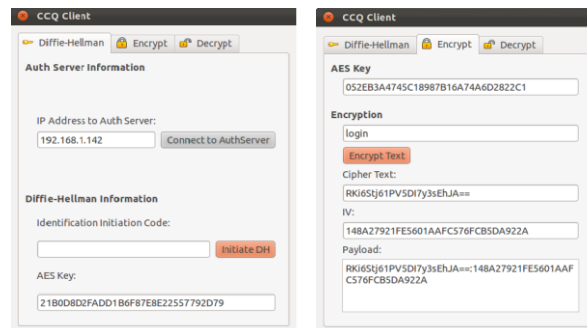 CCQ Client
Diffie-Hellman Encrypt Decrypt
Auth Server Information
IP Address to Auth Server:
192.168.1.142 Connect to AuthServer
Diffie-Hellman Information
Identification Initiation Code:
Initiate DH
AES Key:
21B0D8D2FADD1B6F87E8E22557792D79
CCQ Client
Diffie-Hellman Encrypt Decrypt
AES Key
052EB3A4745C18987B16A74A6D2822C1
Encryption
login
Encrypt Text
Cipher Text:
RKi6Stj61PV5DI7y3sEhJA==
IV:
148A27921FE5601AAFC576FCB5DA922A
Payload:
RKi6Stj61PV5DI7y3sEhJA==:148A27921FE5601AAF
C576FCB5DA922A